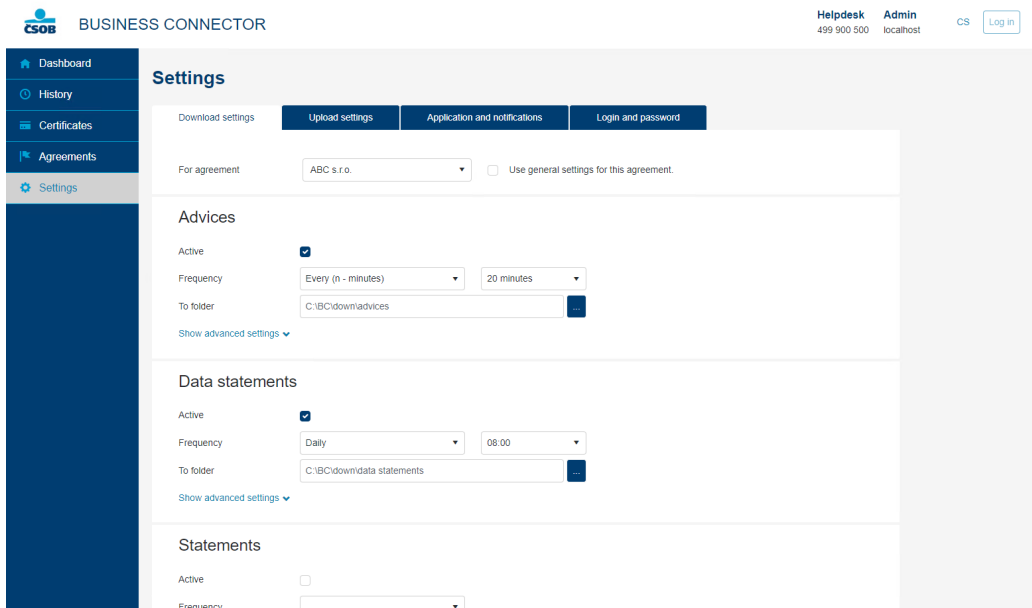 ČSOB
BUSINESS CONNECTOR
Helpdesk
499 900 500
Admin
localhost
CS
Log in
Dashboard
History
Certificates
Agreements
Settings
Settings
Download settings
Upload settings
Application and notifications
Login and password
For agreement
ABC s.r.o.
Use general settings for this agreement.
Advices
Active
Frequency
Every (n - minutes)
20 minutes
To folder
C:\BC\down\advices
...
Show advanced settings
Data statements
Active
Frequency
Daily
08:00
To folder
C:\BC\down\data statements
...
Show advanced settings
Statements
Active
Frequency